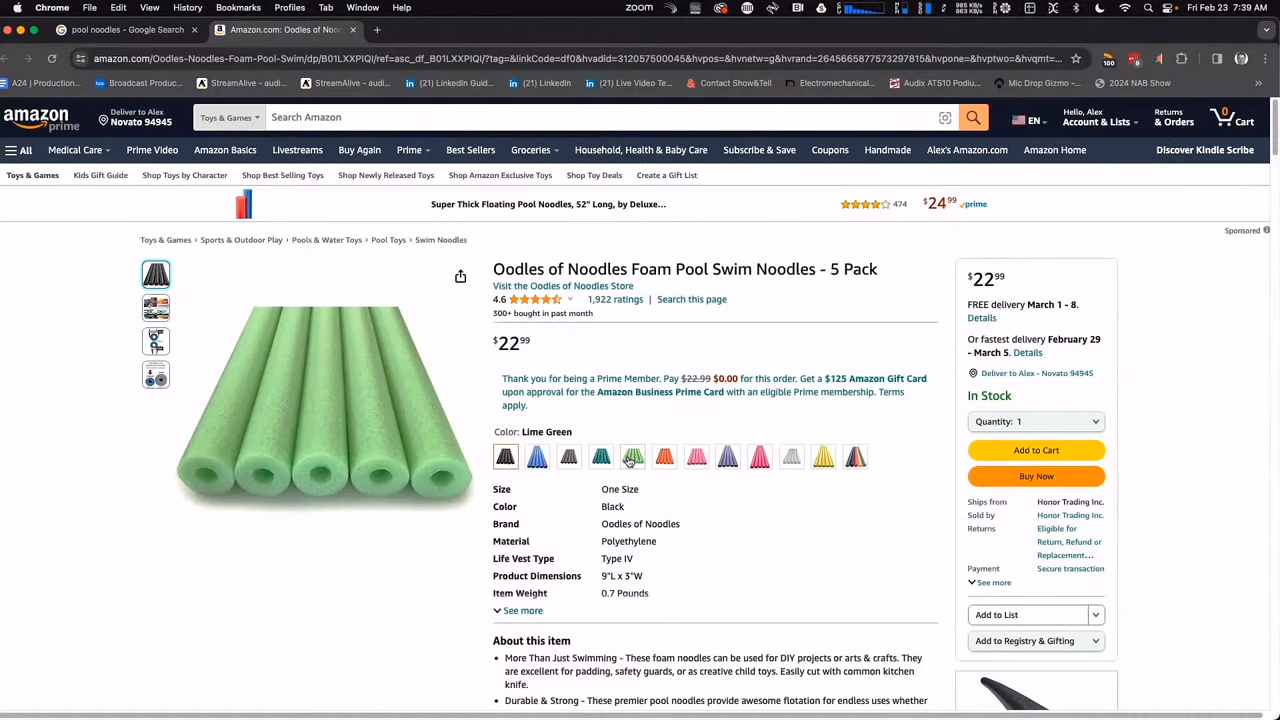 Chrome File Edit View History Bookmarks Profiles Tab Window Help zoom Fri Feb 23 7:39 AM
pool noodles - Google Search Amazon.com: Oodles of Noo
amazon.com/Oodles-Noodles-Foam-Pool-Swim/dp/B01LXXPIQI/ref=asc_df_B01LXXPIQI/?tag=&linkCode=df0&hvadid=312057500045&hvpos=&hvnetw=g&hvrand=2645665877573297815&hvpone=&hvptwo=&hvqmt=...
A24 | Production... Broadcast Produc... StreamAlive - alive... StreamAlive - alive... (21) LinkedIn (21) LinkedIn (21) LinkedIn Contact Show&Tell Electromechanical... Audix ATS10 Podca... Mic Drop Gizmo -... 2024 NAB Show
amazon prime Deliver to Alex Novato 94945 Toys & Games Search Amazon EN Hello, Alex Account & Lists Returns & Orders 0 Cart
All Medical Care Prime Video Amazon Basics Livestreams Buy Again Prime Best Sellers Groceries Household, Health & Baby Care Subscribe & Save Coupons Handmade Alex's Amazon.com Amazon Home Discover Kindle Scribe
Toys & Games Kids Gift Guide Shop Toys by Character Shop Best Selling Toys Shop Newly Released Toys Shop Amazon Exclusive Toys Shop Toy Deals Create a Gift List
Super Thick Floating Pool Noodles, 52" Long, by Deluxe... 474 $24.99 prime
Sponsored
Toys & Games › Sports & Outdoor Play › Pools & Water Toys › Pool Toys › Swim Noodles
Oodles of Noodles Foam Pool Swim Noodles - 5 Pack
Visit the Oodles of Noodles Store
4.6 1,922 ratings | Search this page
300+ bought in past month
$22.99
Thank you for being a Prime Member. Pay $22.99 $0.00 for this order. Get a $125 Amazon Gift Card
upon approval for the Amazon Business Prime Card with an eligible Prime membership. Terms
apply.
Color: Lime Green
Size One Size
Color Black
Brand Oodles of Noodles
Material Polyethylene
Life Vest Type Type IV
Product Dimensions 9"L x 3"W
Item Weight 0.7 Pounds
See more
About this item
• More Than Just Swimming - These foam noodles can be used for DIY projects or arts & crafts. They
are excellent for padding, safety guards, or as creative child toys. Easily cut with common kitchen
knife.
• Durable & Strong - These premier pool noodles provide awesome flotation for endless uses whether
$22.99
FREE delivery March 1 - 8.
Details
Or fastest delivery February 29
- March 5. Details
Deliver to Alex - Novato 94945
In Stock
Quantity: 1
Add to Cart
Buy Now
Ships from Honor Trading Inc.
Sold by Honor Trading Inc.
Returns Eligible for
Return, Refund or
Replacement...
Payment Secure transaction
See more
Add to List
Add to Registry & Gifting